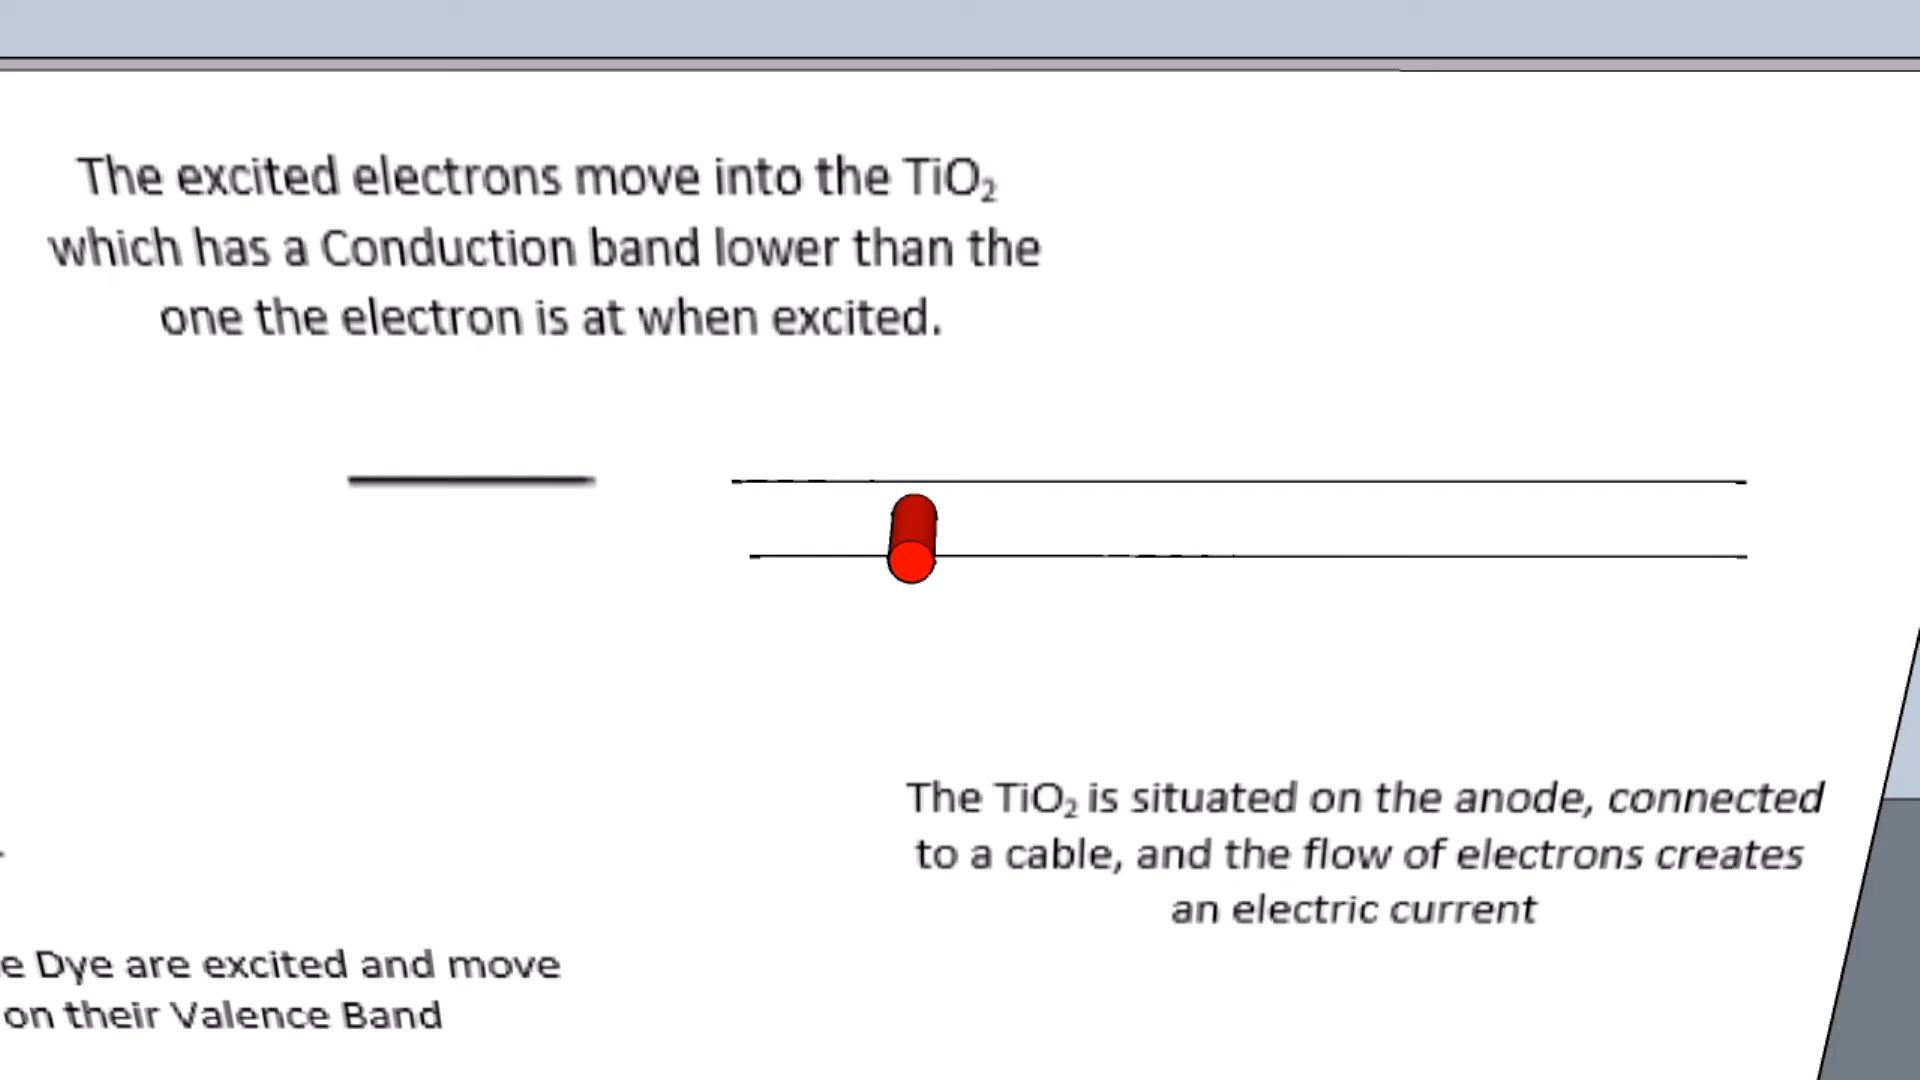 The excited electrons move into the TiO₂
which has a Conduction band lower than the
one the electron is at when excited.
The TiO₂ is situated on the anode, connected
to a cable, and the flow of electrons creates
an electric current
Dye are excited and move
on their Valence Band